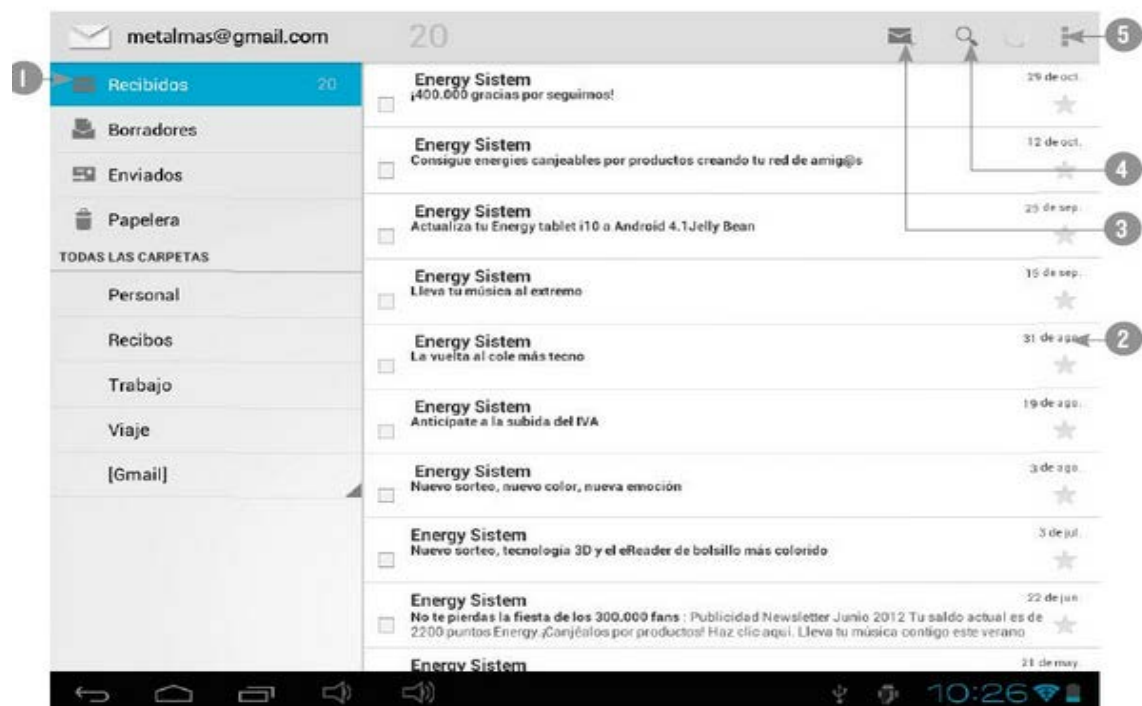 metalmas@gmail.com
20
5
1
Recibidos 20
Borradores
Enviados
Papelera
TODAS LAS CARPETAS
Personal
Recibos
Trabajo
Viaje
[Gmail]
Energy Sistem 29 de oct.
¡400.000 gracias por seguirnos!
Energy Sistem 12 de oct.
Consigue energies canjeables por productos creando tu red de amig@s
4
Energy Sistem 25 de sep.
Actualiza tu Energy tablet i10 a Android 4.1Jelly Bean
3
Energy Sistem 15 de sep.
Lleva tu música al extremo
Energy Sistem 31 de ago.
La vuelta al cole más tecno
2
Energy Sistem 19 de ago.
Anticípate a la subida del IVA
Energy Sistem 3 de ago.
Nuevo sorteo, nuevo color, nueva emoción
Energy Sistem 3 de jul.
Nuevo sorteo, tecnología 3D y el eReader de bolsillo más colorido
Energy Sistem 22 de jun
No te pierdas la fiesta de los 300.000 fans : Publicidad Newsletter Junio 2012 Tu saldo actual es de
2200 puntos Energy ¡Canjéalos por productos! Haz clic aquí. Lleva tu música contigo este verano
Energy Sistem 21 de may.
10:26